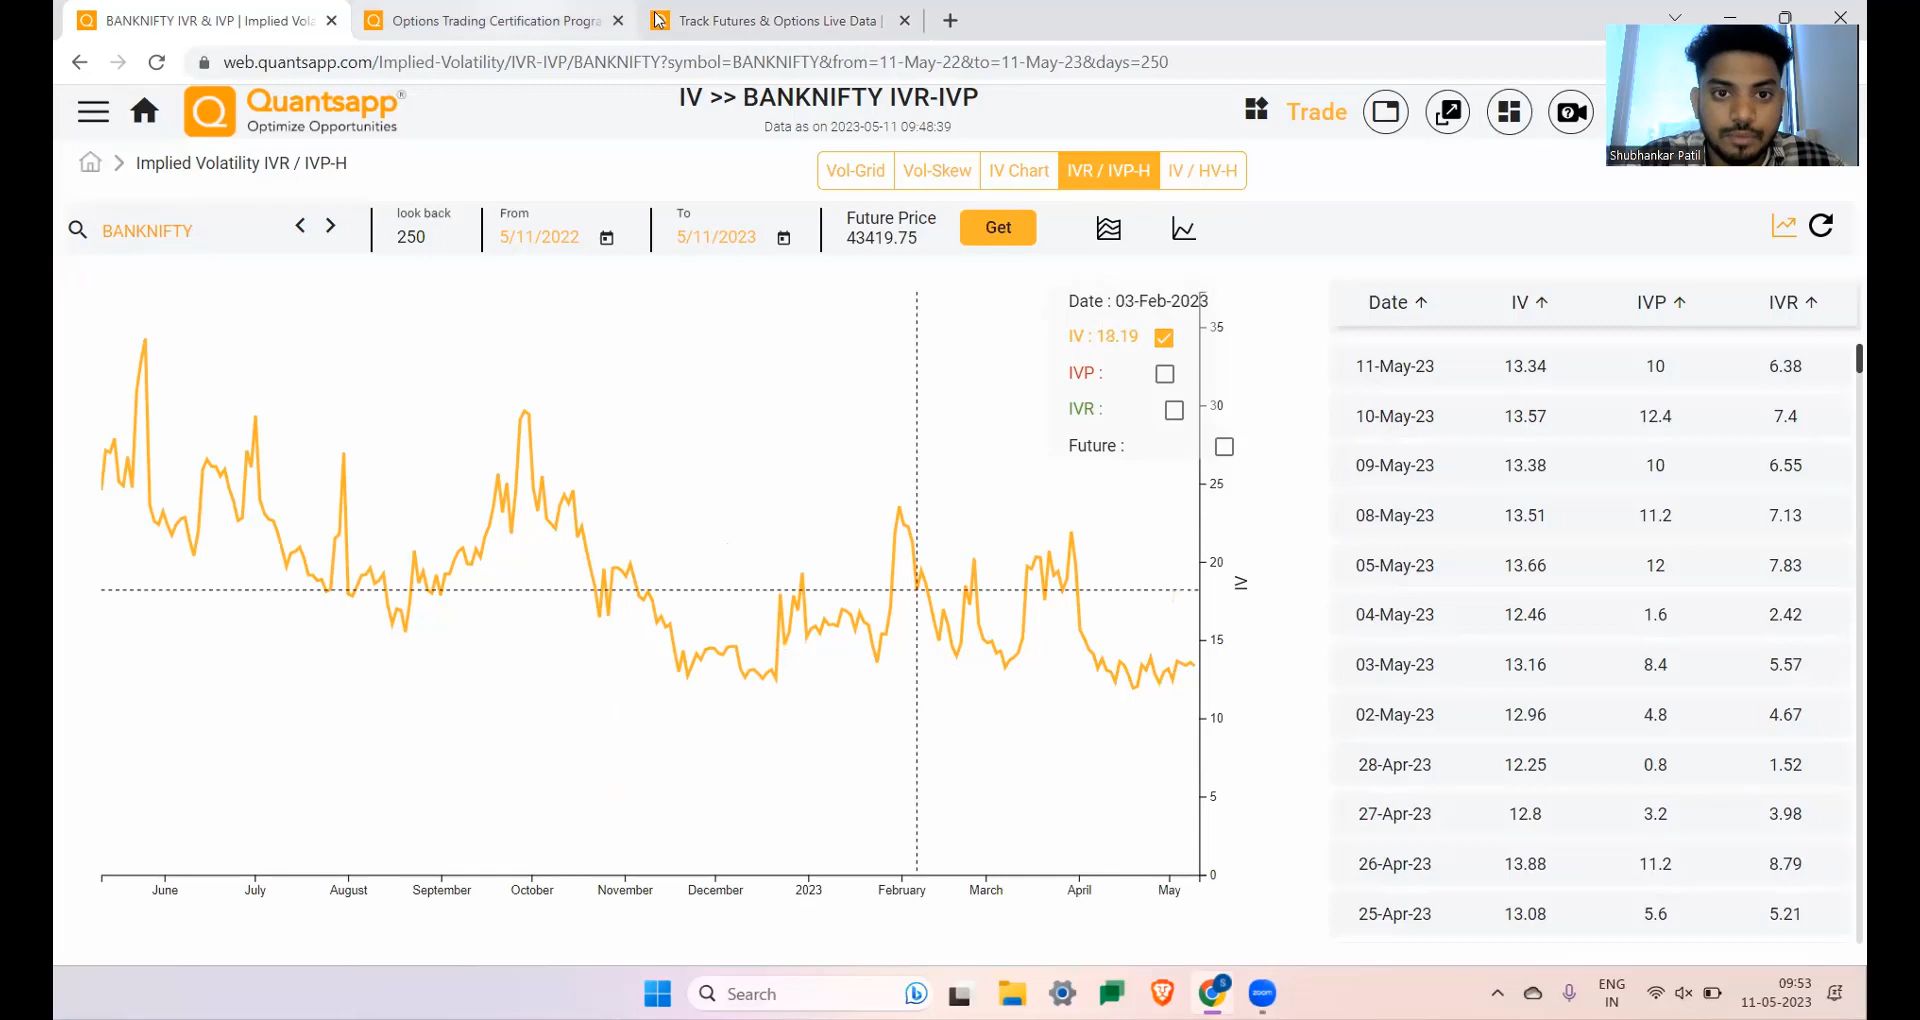 BANKNIFTY IVR & IVP | Implied Vola
Options Trading Certification Progra
Track Futures & Options Live Data |
web.quantsapp.com/Implied-Volatility/IVR-IVP/BANKNIFTY?symbol=BANKNIFTY&from=11-May-22&to=11-May-23&days=250
Quantsapp®
Optimize Opportunities
IV >> BANKNIFTY IVR-IVP
Data as on 2023-05-11 09:48:39
Trade
Shubhankar Patil
Implied Volatility IVR / IVP-H
Vol-Grid Vol-Skew IV Chart IVR / IVP-H IV / HV-H
BANKNIFTY
look back
250
From
5/11/2022
To
5/11/2023
Future Price
43419.75
Get
Date : 03-Feb-2023
IV : 18.19
IVP :
IVR :
Future :
35
30
25
20
15
10
5
0
IV
June July August September October November December 2023 February March April May
Date IV IVP IVR
11-May-23 13.34 10 6.38
10-May-23 13.57 12.4 7.4
09-May-23 13.38 10 6.55
08-May-23 13.51 11.2 7.13
05-May-23 13.66 12 7.83
04-May-23 12.46 1.6 2.42
03-May-23 13.16 8.4 5.57
02-May-23 12.96 4.8 4.67
28-Apr-23 12.25 0.8 1.52
27-Apr-23 12.8 3.2 3.98
26-Apr-23 13.88 11.2 8.79
25-Apr-23 13.08 5.6 5.21
Search
zoom
ENG
IN
09:53
11-05-2023